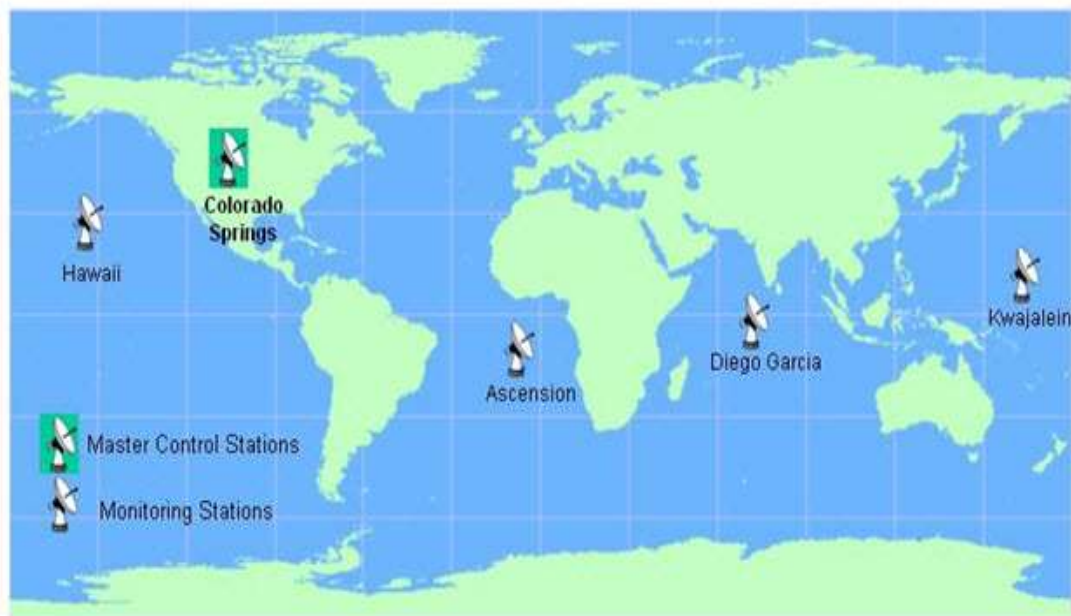 Colorado
Springs
Hawaii
Kwajalein
Diego Garcia
Ascension
Master Control Stations
Monitoring Stations